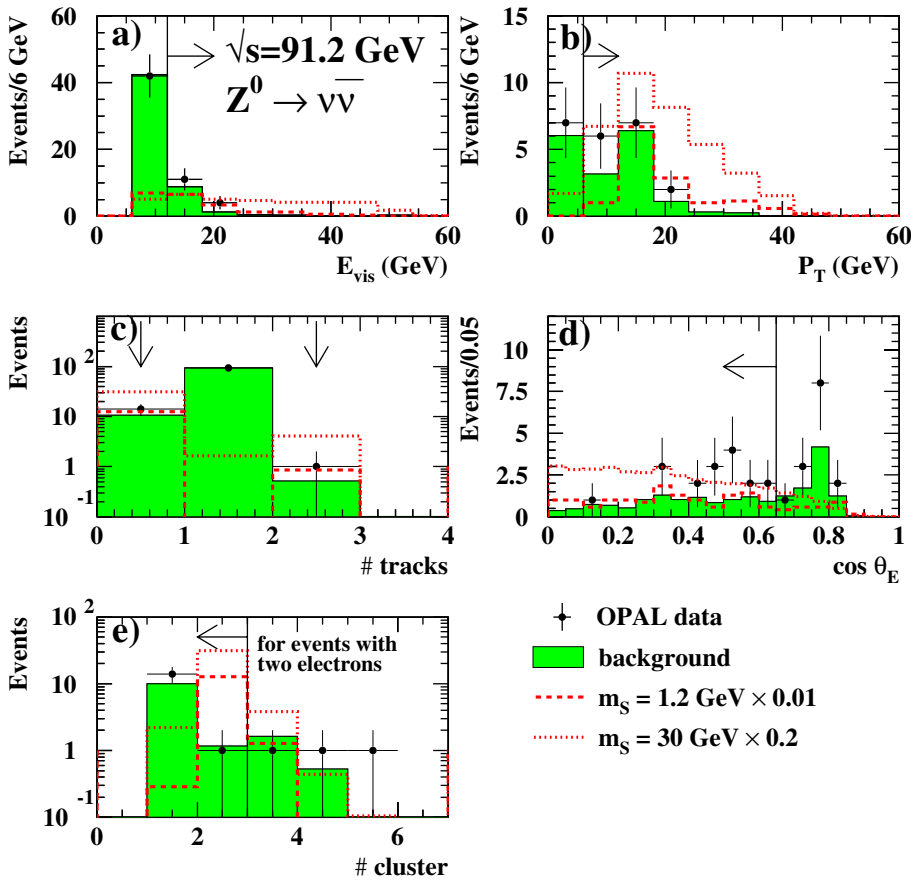 a)
√s=91.2 GeV
Z⁰ → νν̅
Events/6 GeV
40
20
0
0 20 40 60
E_vis (GeV)
b)
Events/6 GeV
15
10
5
0
0 20 40 60
P_T (GeV)
c)
Events
10²
10
1
10⁻¹
0 1 2 3 4
# tracks
d)
Events/0.05
10
7.5
5
2.5
0
0 0.2 0.4 0.6 0.8 1
cos θ_E
e)
for events with
two electrons
Events
10
1
10⁻¹
0 2 4 6
# cluster
OPAL data
background
m_S = 1.2 GeV × 0.01
m_S = 30 GeV × 0.2